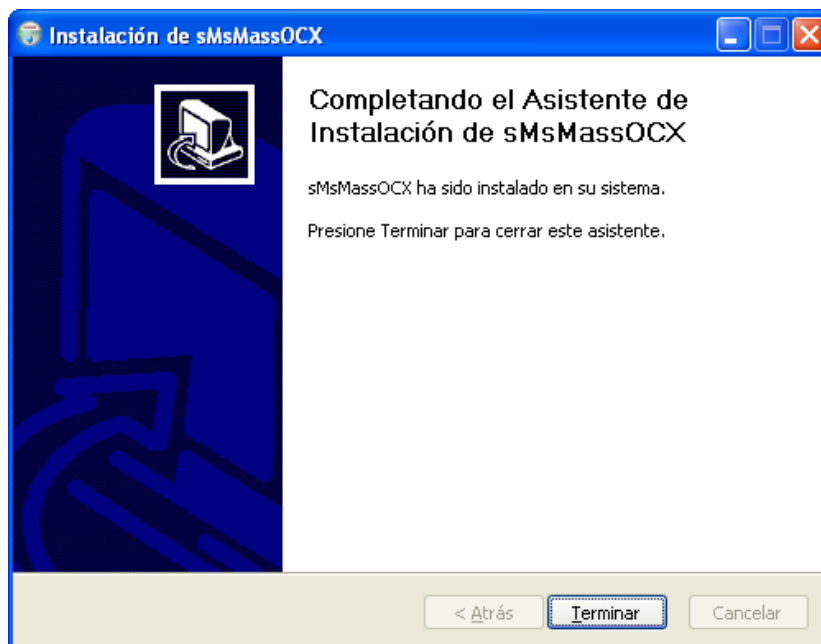 Instalación de sMsMassOCX
Completando el Asistente de
Instalación de sMsMassOCX
sMsMassOCX ha sido instalado en su sistema.
Presione Terminar para cerrar este asistente.
< Atrás
Terminar
Cancelar